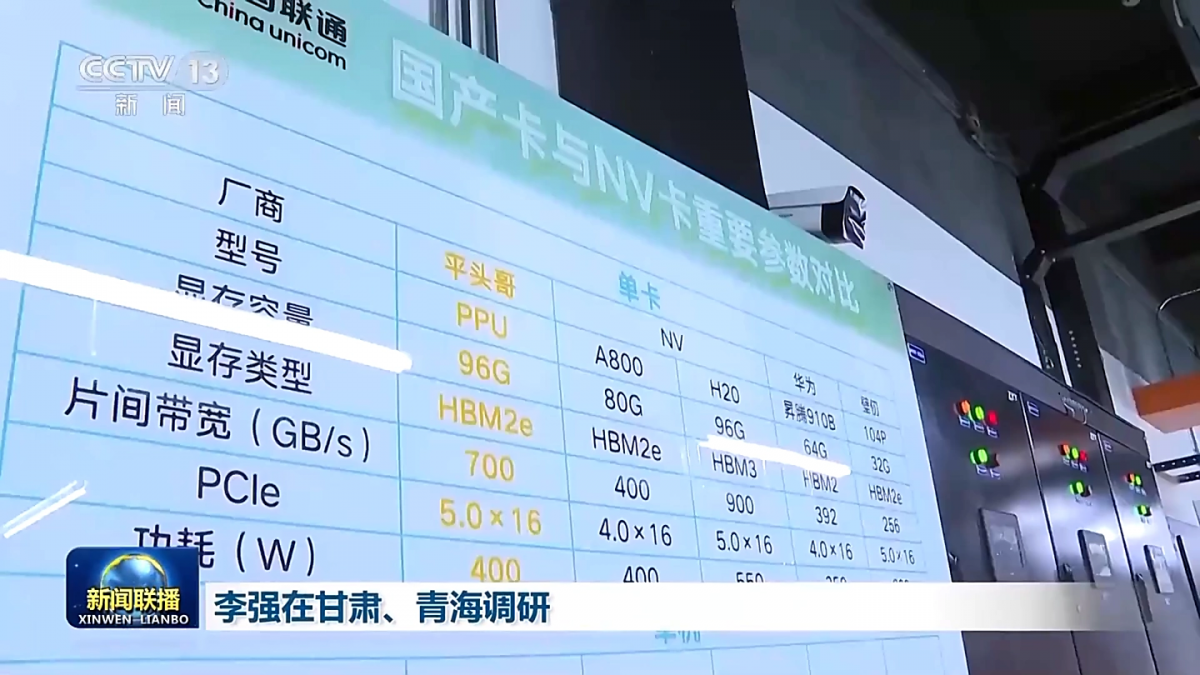 国联通
China unicom
CCTV 13
新闻
国产卡与NV卡重要参数对比
单卡
厂商 平头哥 NV 华为 壁仞
型号 PPU A800 H20 昇腾910B 104P
显存容量 96G 80G 96G 64G 32G
显存类型 HBM2e HBM2e HBM3 HBM2 HBM2e
片间带宽(GB/s) 700 400 900 392 256
PCIe 5.0×16 4.0×16 5.0×16 4.0×16 5.0×16
功耗(W) 400 400 550
新闻联播
XINWEN LIANBO
李强在甘肃、青海调研